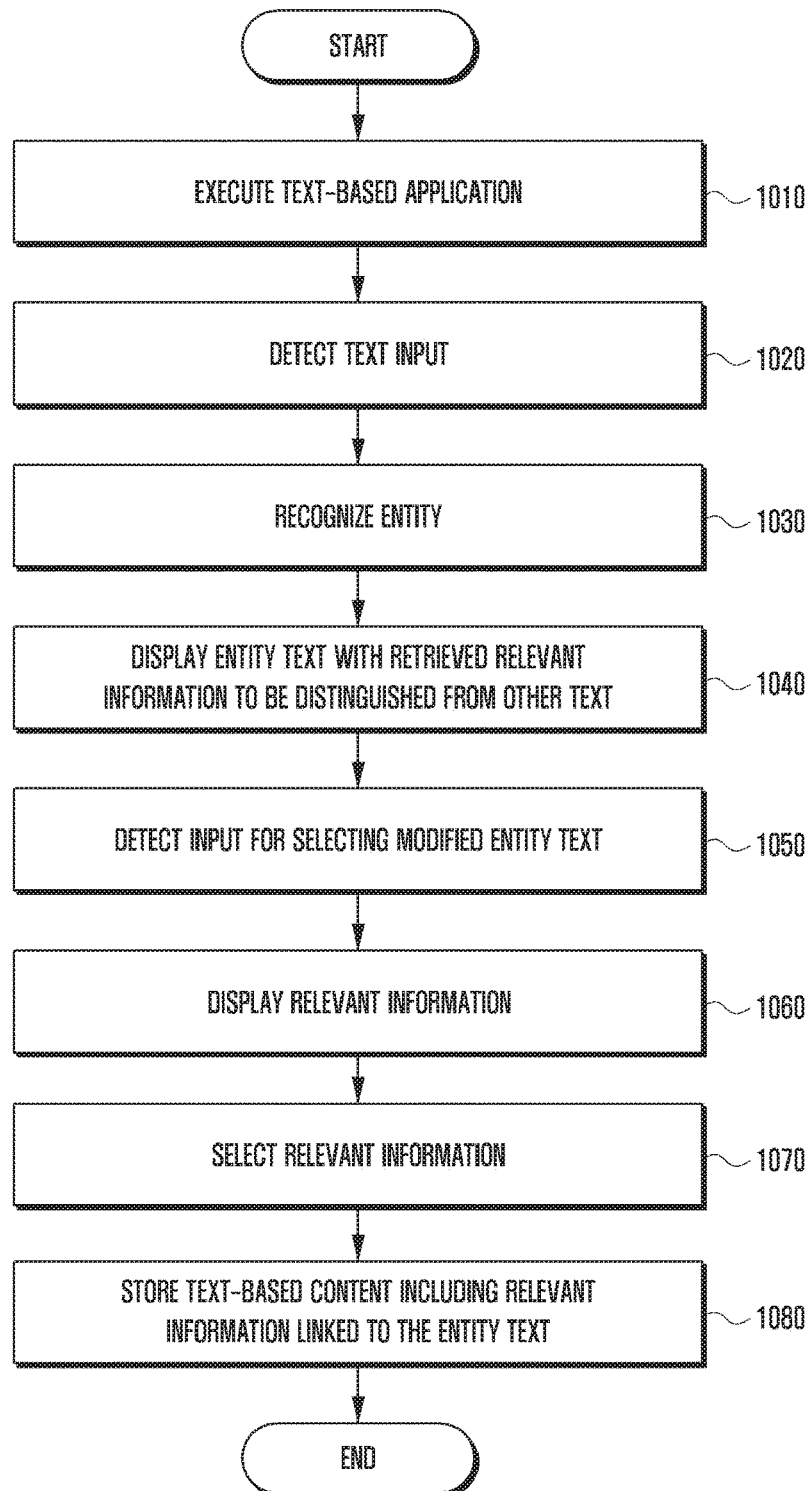 START
EXECUTE TEXT-BASED APPLICATION
1010
DETECT TEXT INPUT
1020
RECOGNIZE ENTITY
1030
DISPLAY ENTITY TEXT WITH RETRIEVED RELEVANT
INFORMATION TO BE DISTINGUISHED FROM OTHER TEXT
1040
DETECT INPUT FOR SELECTING MODIFIED ENTITY TEXT
1050
DISPLAY RELEVANT INFORMATION
1060
SELECT RELEVANT INFORMATION
1070
STORE TEXT-BASED CONTENT INCLUDING RELEVANT
INFORMATION LINKED TO THE ENTITY TEXT
1080
END